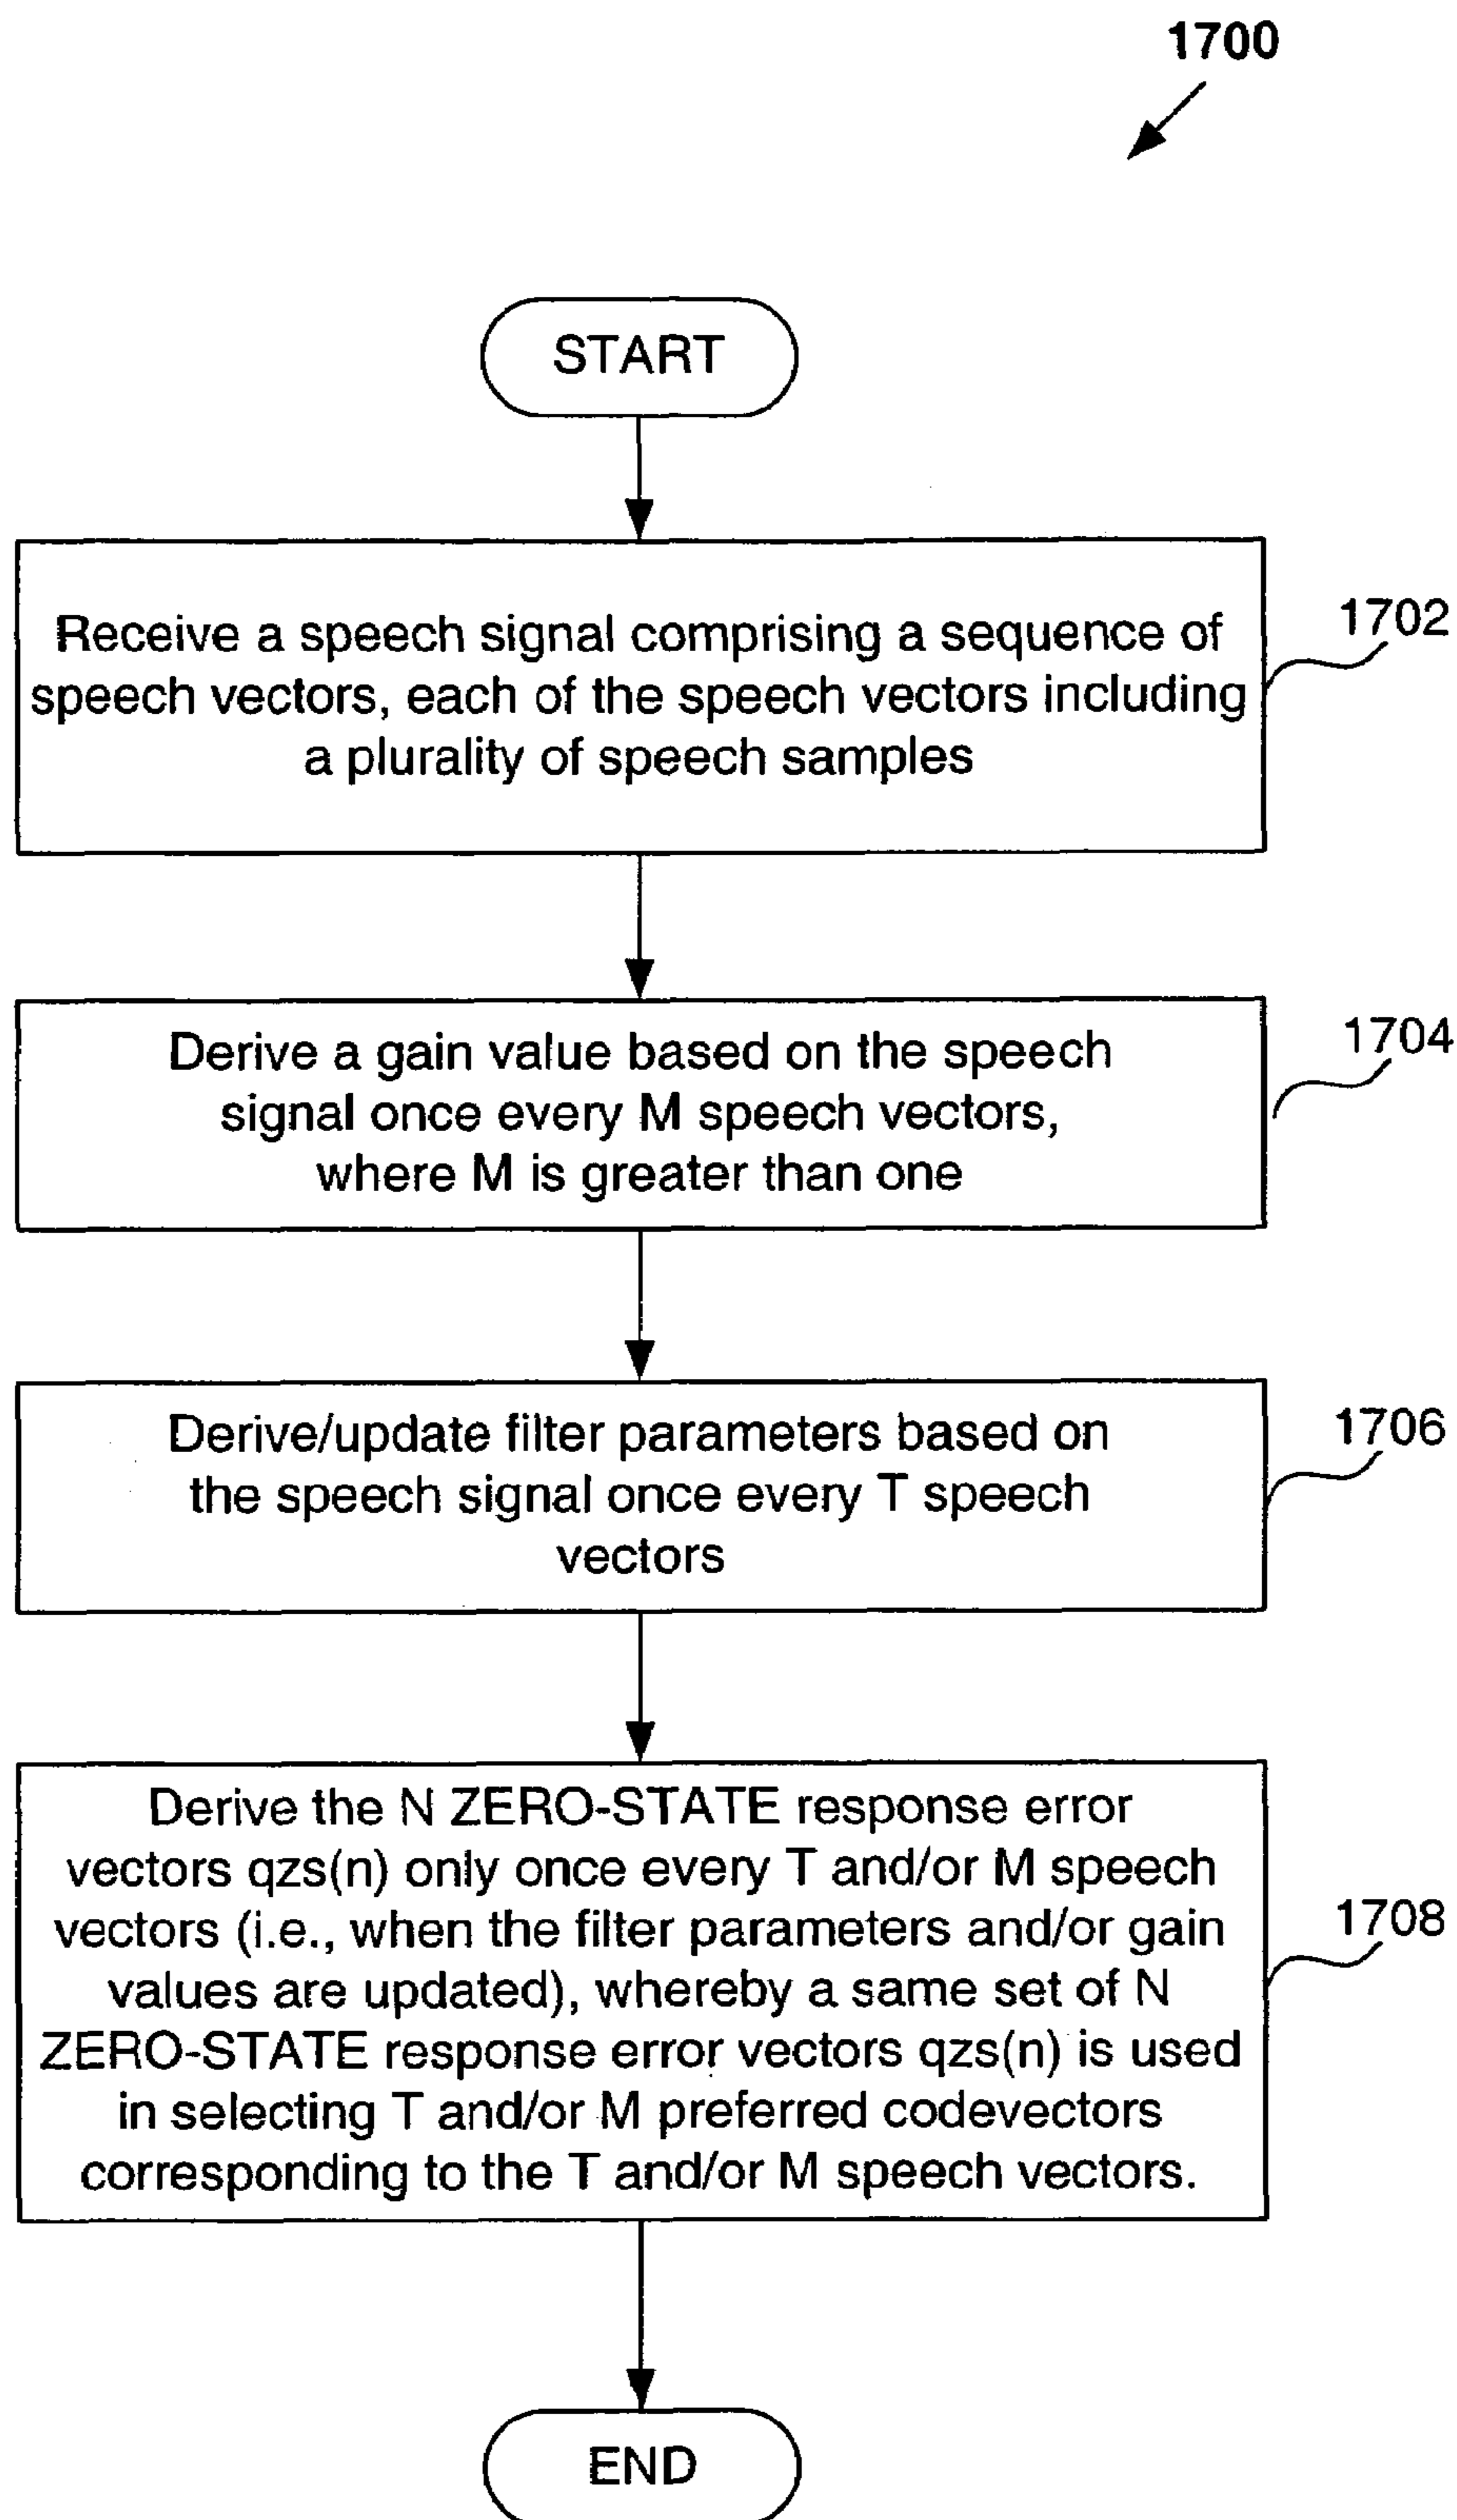 1700
START
Receive a speech signal comprising a sequence of
speech vectors, each of the speech vectors including
a plurality of speech samples
1702
Derive a gain value based on the speech
signal once every M speech vectors,
where M is greater than one
1704
Derive/update filter parameters based on
the speech signal once every T speech
vectors
1706
Derive the N ZERO-STATE response error
vectors qzs(n) only once every T and/or M speech
vectors (i.e., when the filter parameters and/or gain
values are updated), whereby a same set of N
ZERO-STATE response error vectors qzs(n) is used
in selecting T and/or M preferred codevectors
corresponding to the T and/or M speech vectors.
1708
END